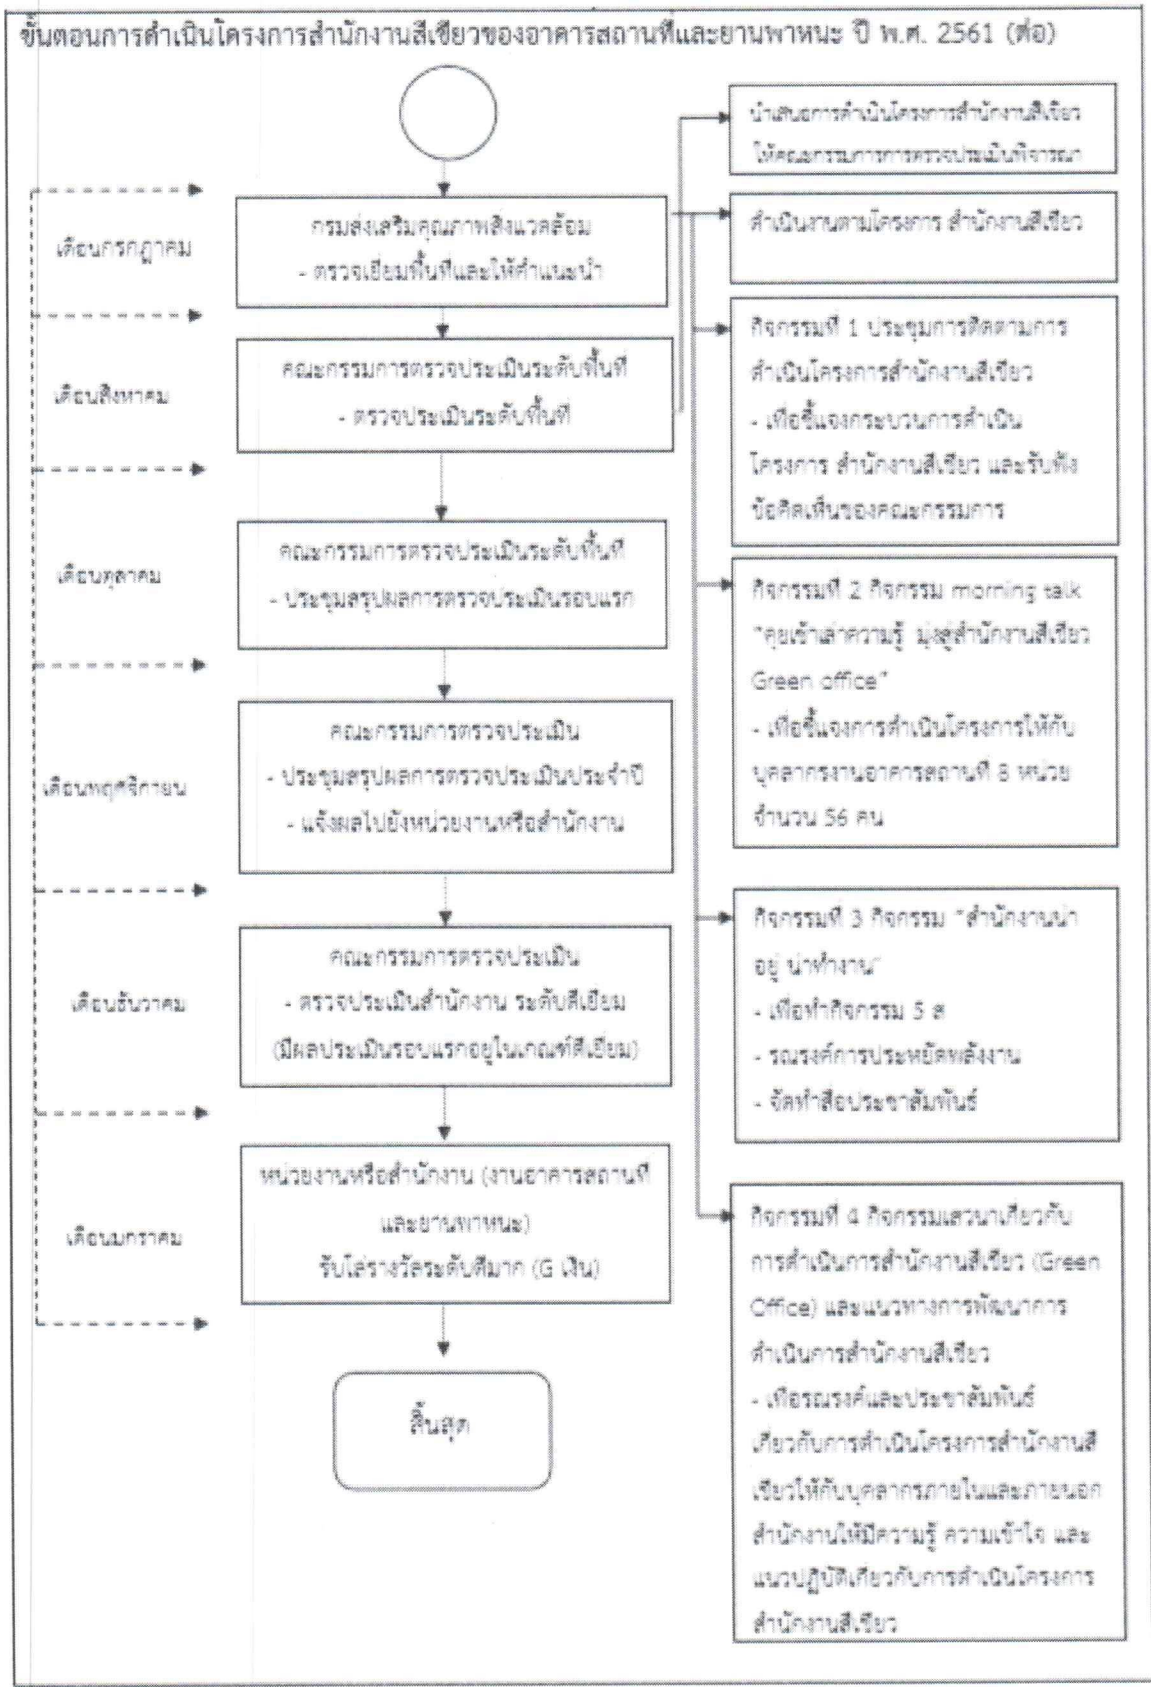 ขั้นตอนการดำเนินโครงการสำนักงานสีเขียวของอาคารสถานที่และยานพาหนะ ปี พ.ศ. 2561 (ต่อ)
เดือนกรกฎาคม
กรมส่งเสริมคุณภาพสิ่งแวดล้อม
- ตรวจเยี่ยมพื้นที่และให้คำแนะนำ
เดือนสิงหาคม
คณะกรรมการตรวจประเมินระดับพื้นที่
- ตรวจประเมินระดับพื้นที่
เดือนตุลาคม
คณะกรรมการตรวจประเมินระดับพื้นที่
- ประชุมสรุปผลการตรวจประเมินรอบแรก
เดือนพฤศจิกายน
คณะกรรมการตรวจประเมิน
- ประชุมสรุปผลการตรวจประเมินประจำปี
- แจ้งผลไปยังหน่วยงานหรือสำนักงาน
เดือนธันวาคม
คณะกรรมการตรวจประเมิน
- ตรวจประเมินสำนักงาน ระดับดีเยี่ยม
(มีผลประเมินรอบแรกอยู่ในเกณฑ์ดีเยี่ยม)
เดือนมกราคม
หน่วยงานหรือสำนักงาน (งานอาคารสถานที่
และยานพาหนะ)
รับโล่รางวัลระดับดีมาก (G เงิน)
สิ้นสุด
นำเสนอการดำเนินโครงการสำนักงานสีเขียว
ให้คณะกรรมการการตรวจประเมินพิจารณา
ดำเนินงานตามโครงการ สำนักงานสีเขียว
กิจกรรมที่ 1 ประชุมการติดตามการ
ดำเนินโครงการสำนักงานสีเขียว
- เพื่อชี้แจงกระบวนการดำเนิน
โครงการ สำนักงานสีเขียว และรับฟัง
ข้อคิดเห็นของคณะกรรมการ
กิจกรรมที่ 2 กิจกรรม morning talk
"คุยเช้าเล่าความรู้ มุ่งสู่สำนักงานสีเขียว
Green office"
- เพื่อชี้แจงการดำเนินโครงการให้กับ
บุคลากรงานอาคารสถานที่ 8 หน่วย
จำนวน 56 คน
กิจกรรมที่ 3 กิจกรรม "สำนักงานน่า
อยู่ น่าทำงาน"
- เพื่อทำกิจกรรม 5 ส
- รณรงค์การประหยัดพลังงาน
- จัดทำสื่อประชาสัมพันธ์
กิจกรรมที่ 4 กิจกรรมเสวนาเกี่ยวกับ
การดำเนินการสำนักงานสีเขียว (Green
Office) และแนวทางการพัฒนาการ
ดำเนินการสำนักงานสีเขียว
- เพื่อรณรงค์และประชาสัมพันธ์
เกี่ยวกับการดำเนินโครงการสำนักงานสี
เขียวให้กับบุคลากรภายในและภายนอก
สำนักงานให้มีความรู้ ความเข้าใจ และ
แนวปฏิบัติเกี่ยวกับการดำเนินโครงการ
สำนักงานสีเขียว